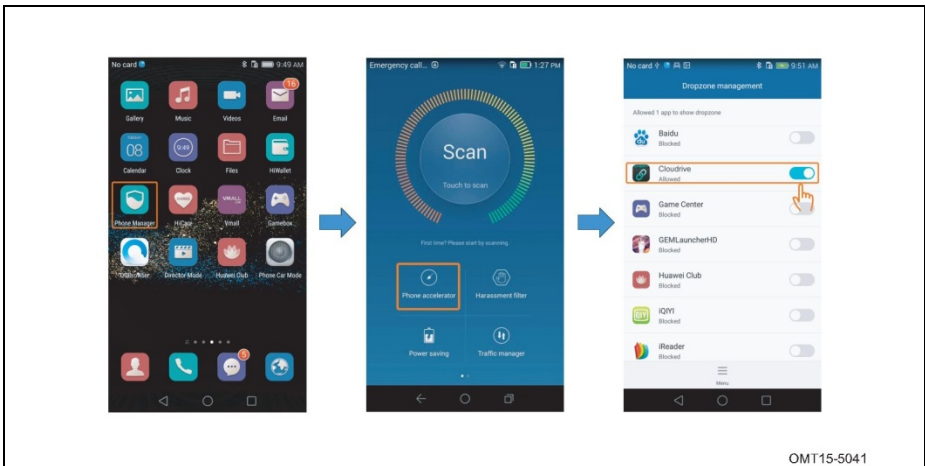 No card
9:49 AM
16
Gallery
Music
Videos
Email
08
9:49
Calendar
Clock
Files
HiWallet
VMALL
Phone Manager
HiCare
Vmall
Gamebox
Director Mode
Huawei Club
Phone Car Mode
5
Emergency call...
1:27 PM
Scan
Touch to scan
First time? Please start by scanning
Phone accelerator
Harassment filter
Power saving
Traffic manager
No card
9:51 AM
Dropzone management
Allowed 1 app to show dropzone
Baidu
Blocked
Cloudrive
Allowed
Game Center
Blocked
GEMLauncherHD
Blocked
Huawei Club
Blocked
iQIYI
Blocked
iReader
Blocked
Menu
OMT15-5041